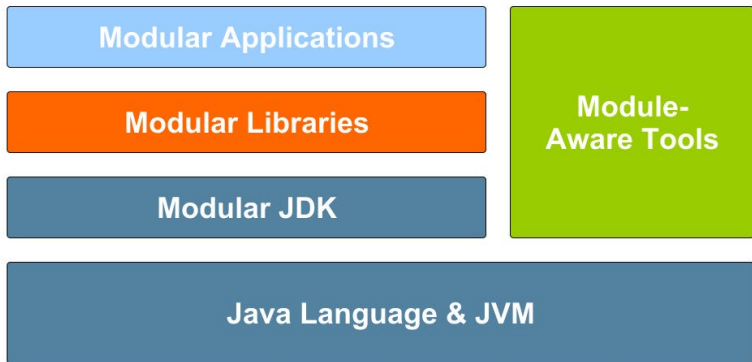 Modular Applications
Modular Libraries
Modular JDK
Module-
Aware Tools
Java Language & JVM